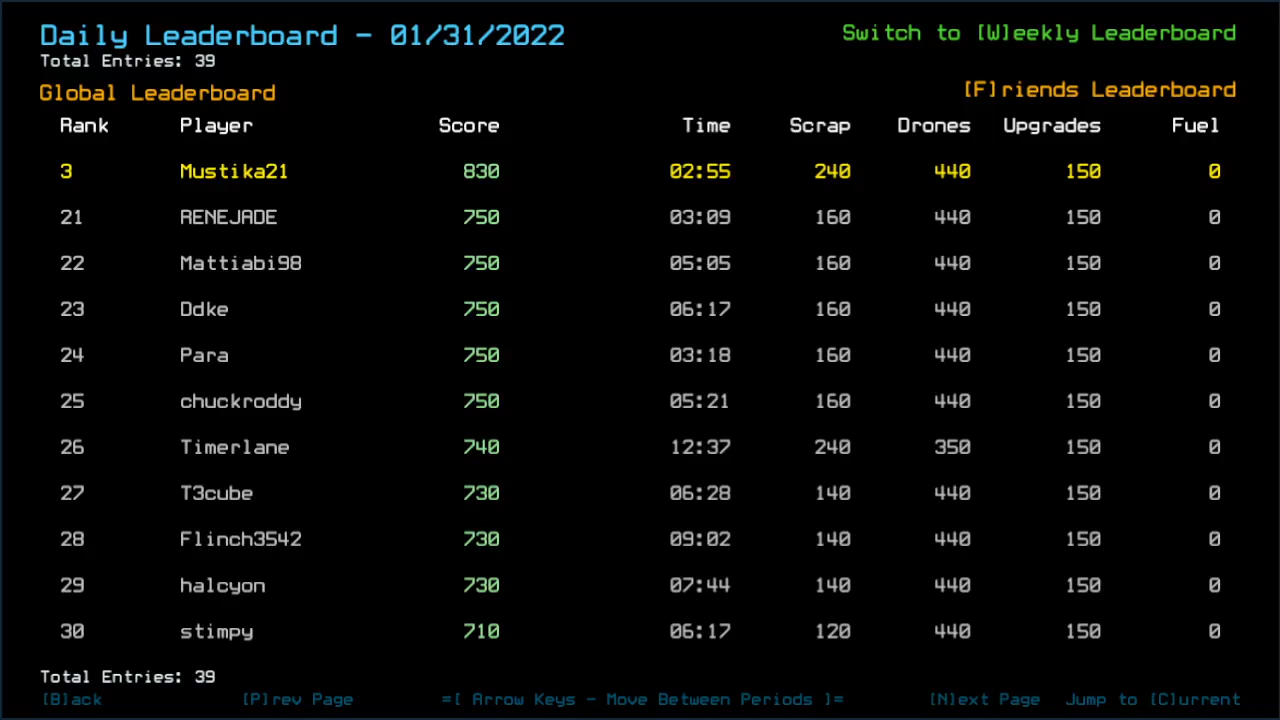 Daily Leaderboard - 01/31/2022 Switch to [W]eekly Leaderboard
Total Entries: 39
Global Leaderboard [F]riends Leaderboard
Rank Player Score Time Scrap Drones Upgrades Fuel
3 Mustika21 830 02:55 240 440 150 0
21 RENEJADE 750 03:09 160 440 150 0
22 Mattiabi98 750 05:05 160 440 150 0
23 Ddke 750 06:17 160 440 150 0
24 Para 750 03:18 160 440 150 0
25 chuckroddy 750 05:21 160 440 150 0
26 Timerlane 740 12:37 240 350 150 0
27 T3cube 730 06:28 140 440 150 0
28 Flinch3542 730 09:02 140 440 150 0
29 halcyon 730 07:44 140 440 150 0
30 stimpy 710 06:17 120 440 150 0
Total Entries: 39
[B]ack [P]rev Page =[ Arrow Keys - Move Between Periods ]= [N]ext Page Jump to [C]urrent